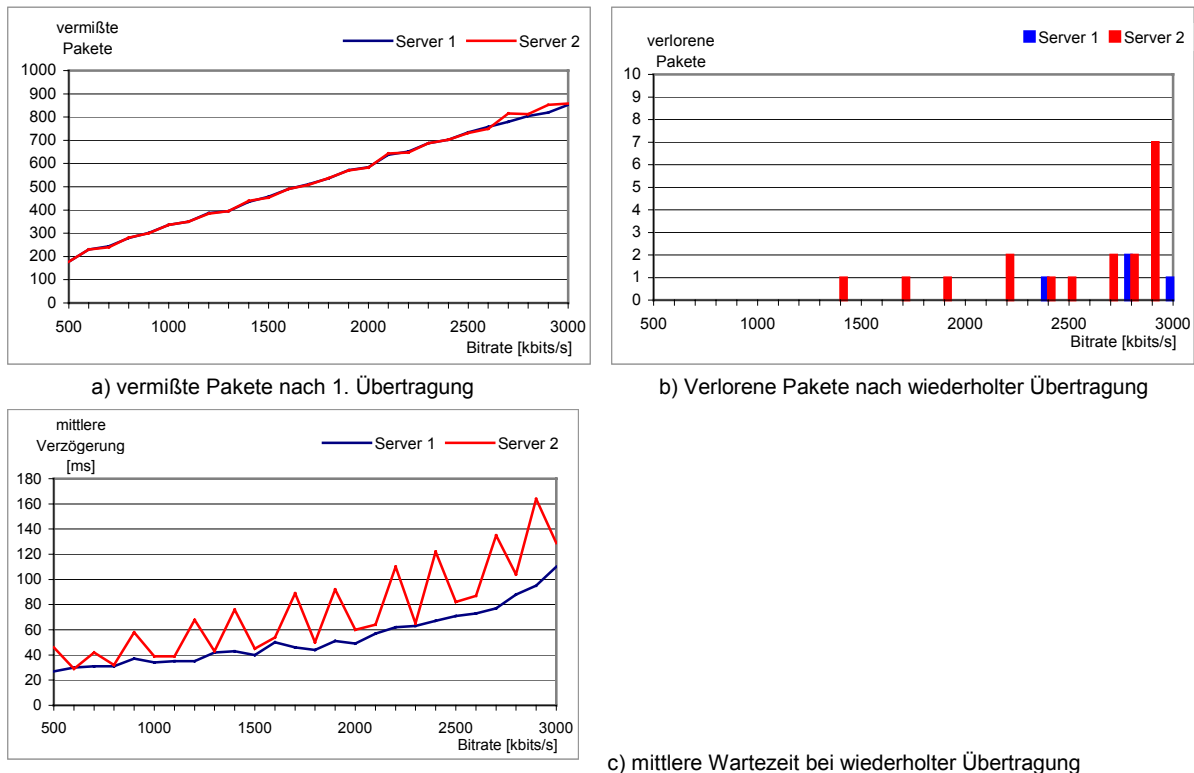 vermißte
Pakete
Server 1 Server 2
1000
900
800
700
600
500
400
300
200
100
0
500 1000 1500 2000 2500 3000
Bitrate [kbits/s]
a) vermißte Pakete nach 1. Übertragung
verlorene
Pakete
Server 1 Server 2
10
9
8
7
6
5
4
3
2
1
0
500 1000 1500 2000 2500 3000
Bitrate [kbits/s]
b) Verlorene Pakete nach wiederholter Übertragung
mittlere
Verzögerung
[ms]
Server 1 Server 2
180
160
140
120
100
80
60
40
20
0
500 1000 1500 2000 2500 3000
Bitrate [kbits/s]
c) mittlere Wartezeit bei wiederholter Übertragung